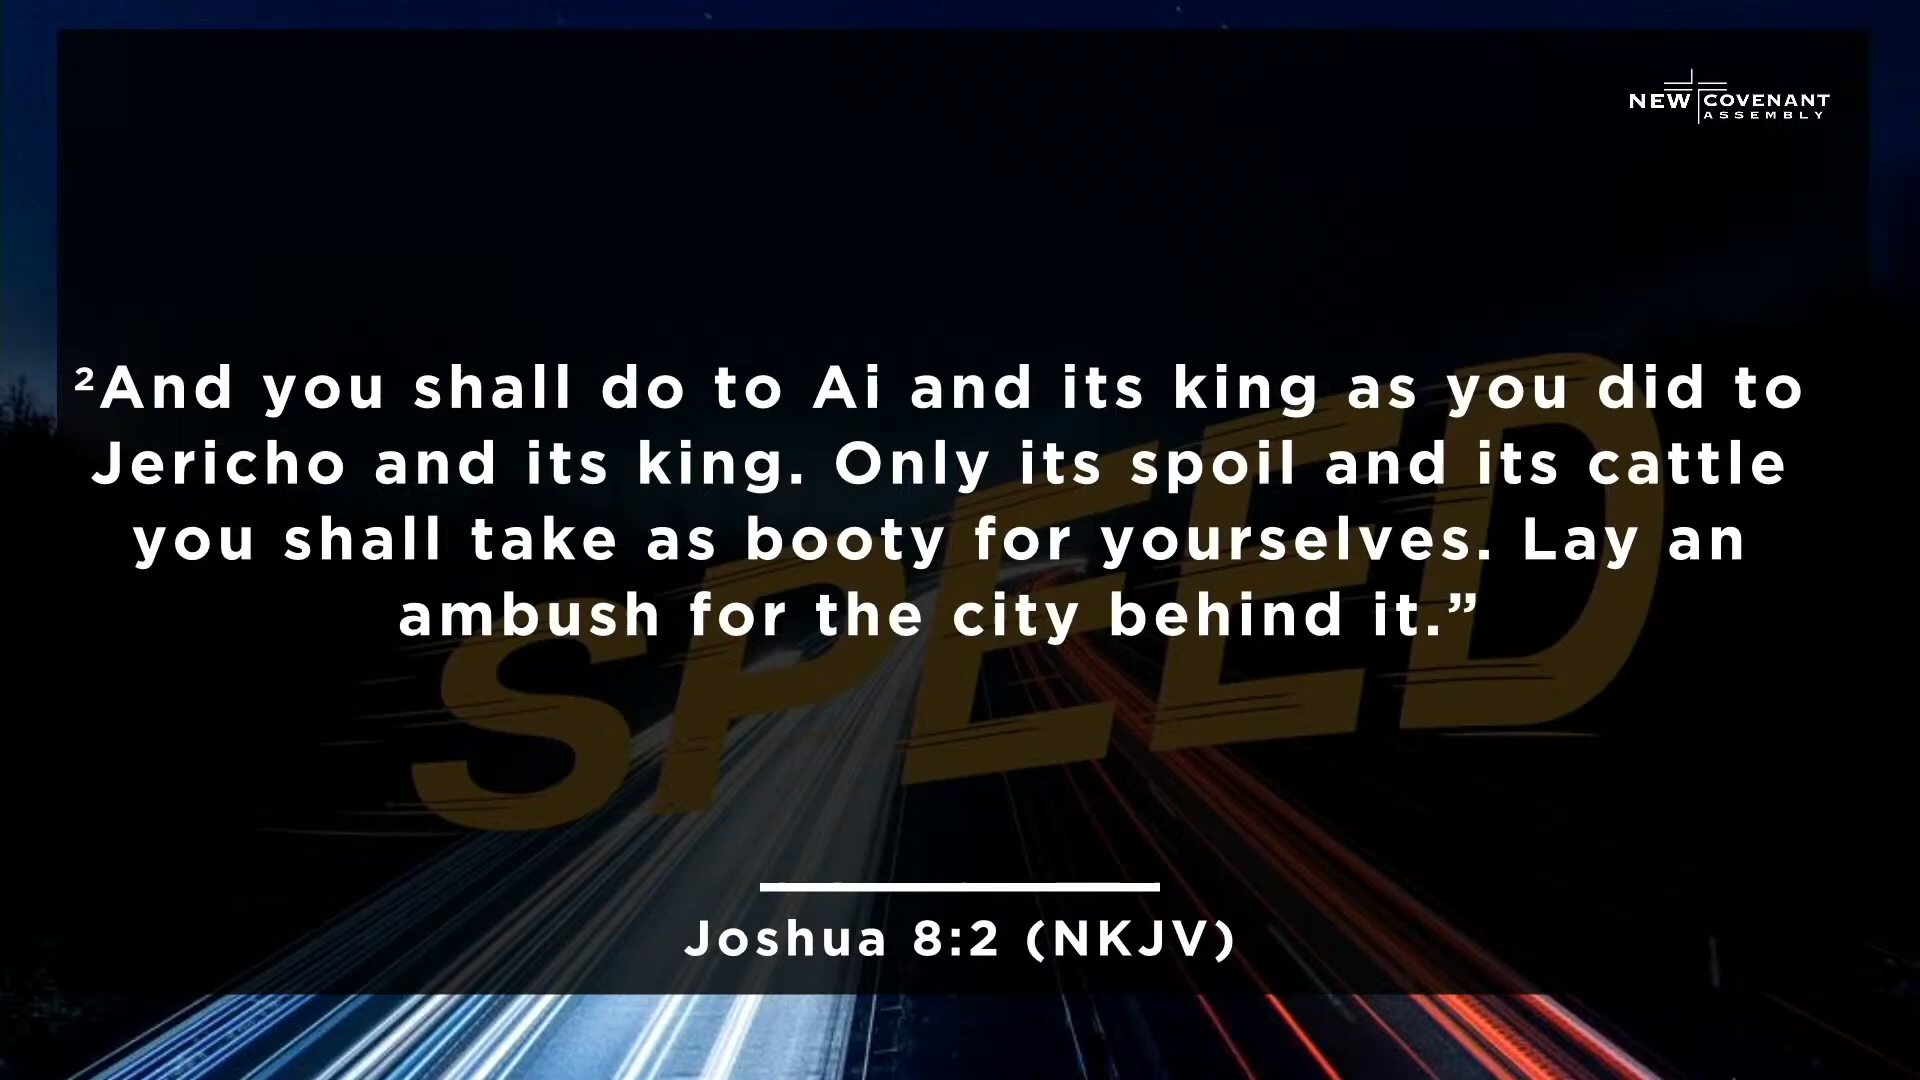 NEW COVENANT
ASSEMBLY
²And you shall do to Ai and its king as you did to
Jericho and its king. Only its spoil and its cattle
you shall take as booty for yourselves. Lay an
ambush for the city behind it.”
SPEED
Joshua 8:2 (NKJV)